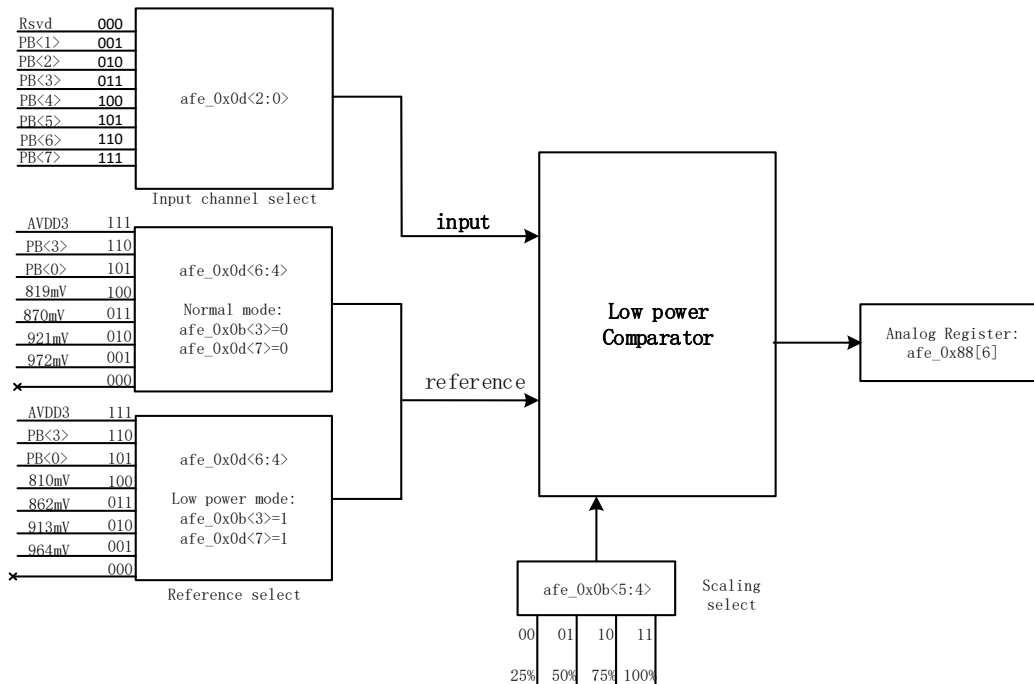 Rsvd 000
PB<1> 001
PB<2> 010
PB<3> 011
PB<4> 100
PB<5> 101
PB<6> 110
PB<7> 111
afe_0x0d<2:0>
Input channel select
AVDD3 111
PB<3> 110
PB<0> 101
819mV 100
870mV 011
921mV 010
972mV 001
000
afe_0x0d<6:4>
Normal mode:
afe_0x0b<3>=0
afe_0x0d<7>=0
AVDD3 111
PB<3> 110
PB<0> 101
810mV 100
862mV 011
913mV 010
964mV 001
000
afe_0x0d<6:4>
Low power mode:
afe_0x0b<3>=1
afe_0x0d<7>=1
Reference select
input
reference
Low power
Comparator
Analog Register:
afe_0x88[6]
afe_0x0b<5:4>
Scaling
select
00 01 10 11
25% 50% 75% 100%